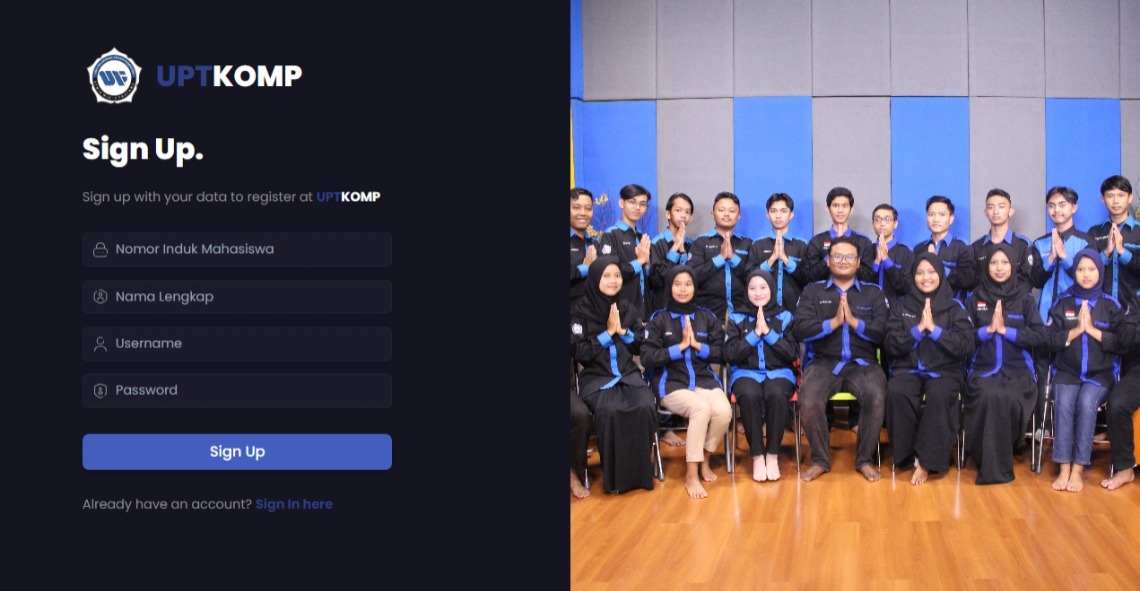 UPTKOMP
Sign Up.
Sign up with your data to register at UPTKOMP
Nomor Induk Mahasiswa
Nama Lengkap
Username
Password
Sign Up
Already have an account? Sign In here